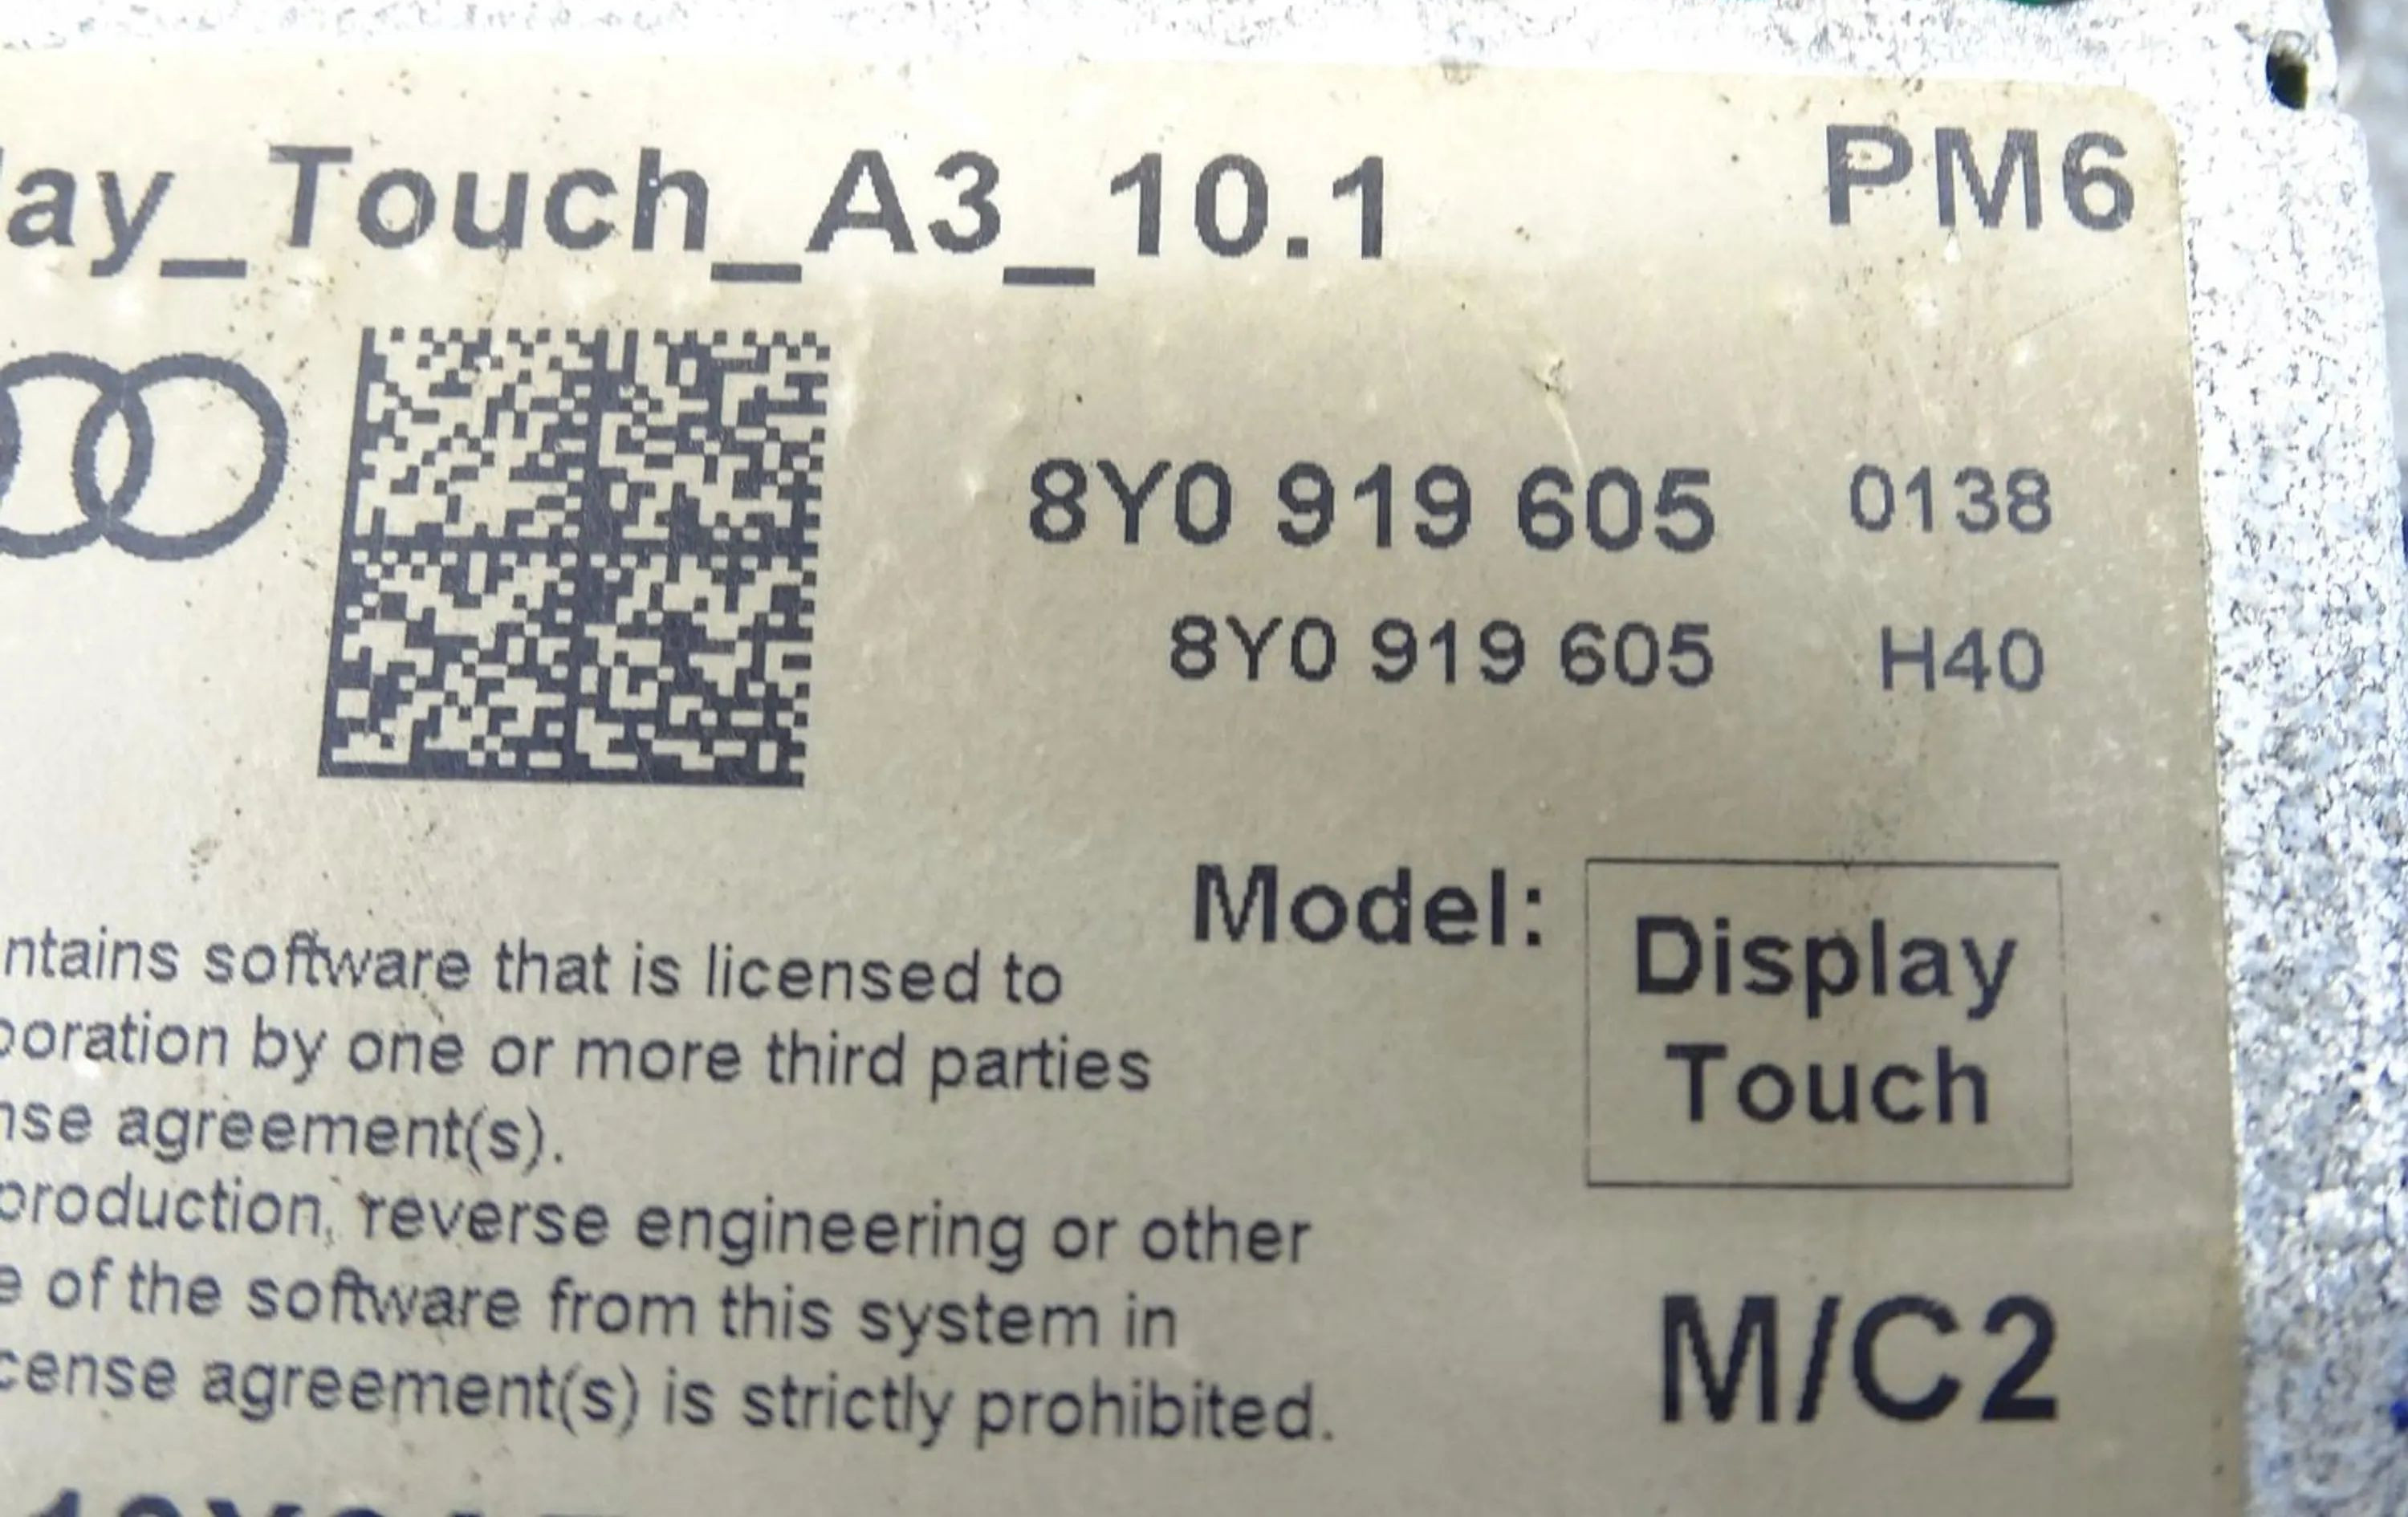 lay_Touch_A3_10.1 PM6
8Y0 919 605 0138
8Y0 919 605 H40
Model: Display
Touch
ntains software that is licensed to
poration by one or more third parties
nse agreement(s).
production, reverse engineering or other
e of the software from this system in
cense agreement(s) is strictly prohibited.
M/C2